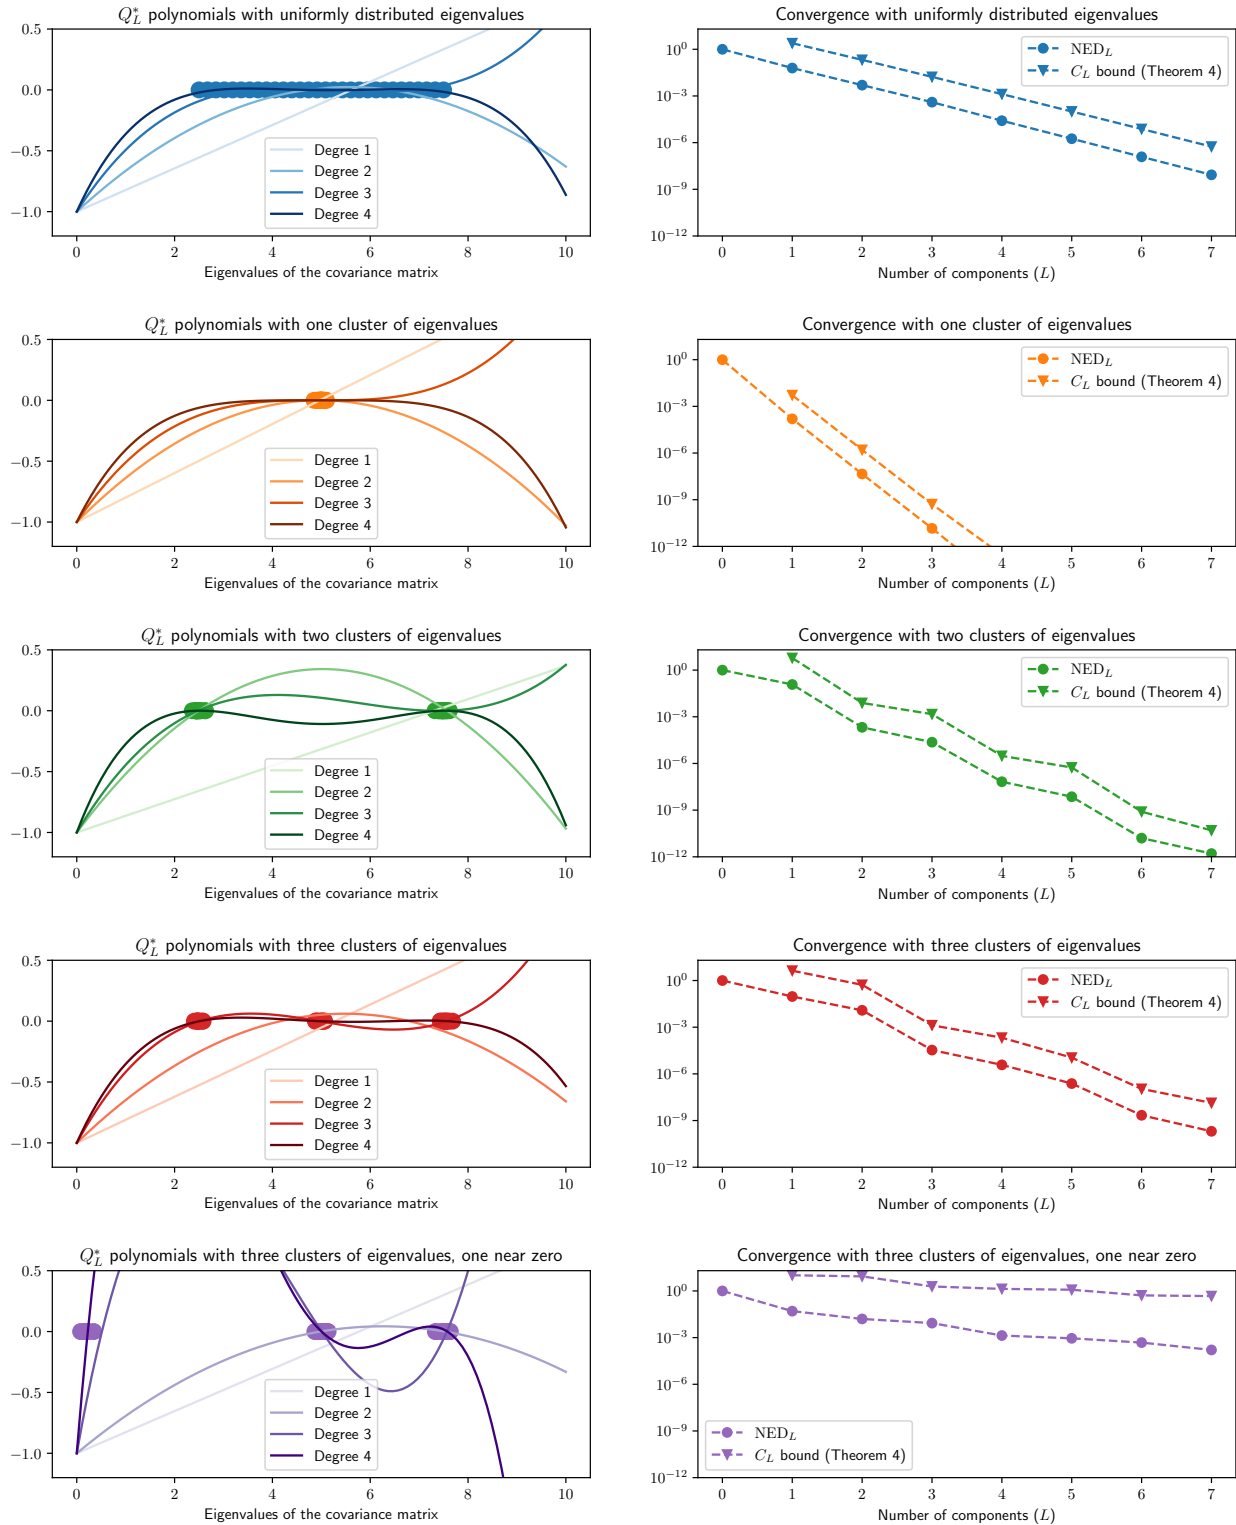 $Q_L^*$ polynomials with uniformly distributed eigenvalues
0.5
0.0
−0.5
−1.0
Degree 1
Degree 2
Degree 3
Degree 4
0 2 4 6 8 10
Eigenvalues of the covariance matrix
Convergence with uniformly distributed eigenvalues
$10^0$
$10^{-3}$
$10^{-6}$
$10^{-9}$
$10^{-12}$
$\mathrm{NED}_L$
$C_L$ bound (Theorem 4)
0 1 2 3 4 5 6 7
Number of components ($L$)
$Q_L^*$ polynomials with one cluster of eigenvalues
0.5
0.0
−0.5
−1.0
Degree 1
Degree 2
Degree 3
Degree 4
0 2 4 6 8 10
Eigenvalues of the covariance matrix
Convergence with one cluster of eigenvalues
$10^0$
$10^{-3}$
$10^{-6}$
$10^{-9}$
$10^{-12}$
$\mathrm{NED}_L$
$C_L$ bound (Theorem 4)
0 1 2 3 4 5 6 7
Number of components ($L$)
$Q_L^*$ polynomials with two clusters of eigenvalues
0.5
0.0
−0.5
−1.0
Degree 1
Degree 2
Degree 3
Degree 4
0 2 4 6 8 10
Eigenvalues of the covariance matrix
Convergence with two clusters of eigenvalues
$10^0$
$10^{-3}$
$10^{-6}$
$10^{-9}$
$10^{-12}$
$\mathrm{NED}_L$
$C_L$ bound (Theorem 4)
0 1 2 3 4 5 6 7
Number of components ($L$)
$Q_L^*$ polynomials with three clusters of eigenvalues
0.5
0.0
−0.5
−1.0
Degree 1
Degree 2
Degree 3
Degree 4
0 2 4 6 8 10
Eigenvalues of the covariance matrix
Convergence with three clusters of eigenvalues
$10^0$
$10^{-3}$
$10^{-6}$
$10^{-9}$
$10^{-12}$
$\mathrm{NED}_L$
$C_L$ bound (Theorem 4)
0 1 2 3 4 5 6 7
Number of components ($L$)
$Q_L^*$ polynomials with three clusters of eigenvalues, one near zero
0.5
0.0
−0.5
−1.0
Degree 1
Degree 2
Degree 3
Degree 4
0 2 4 6 8 10
Eigenvalues of the covariance matrix
Convergence with three clusters of eigenvalues, one near zero
$10^0$
$10^{-3}$
$10^{-6}$
$10^{-9}$
$10^{-12}$
$\mathrm{NED}_L$
$C_L$ bound (Theorem 4)
0 1 2 3 4 5 6 7
Number of components ($L$)